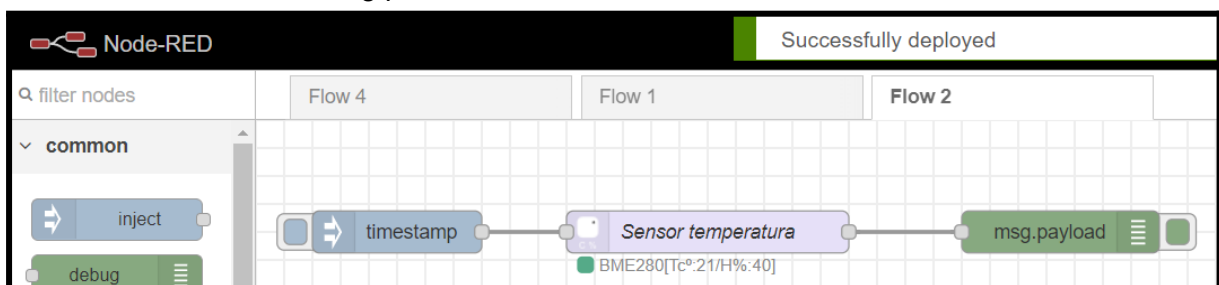 Node-RED
Successfully deployed
filter nodes
Flow 4
Flow 1
Flow 2
common
inject
timestamp
Sensor temperatura
msg.payload
C %
BME280[Tcº:21/H%:40]
debug